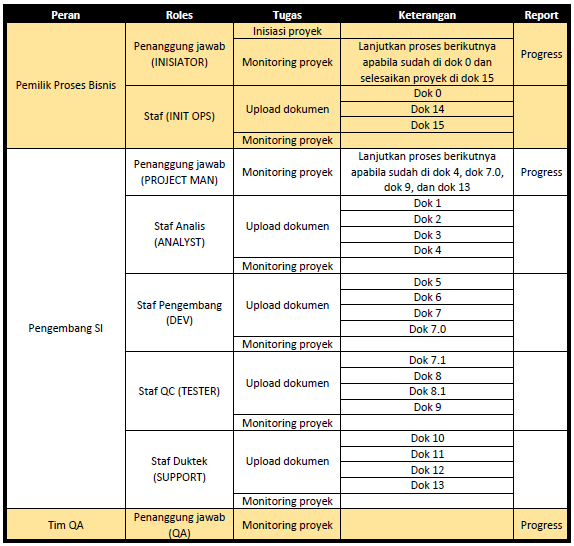 Peran Roles Tugas Keterangan Report
Pemilik Proses Bisnis
Penanggung jawab
(INISIATOR)
Inisiasi proyek
Monitoring proyek
Lanjutkan proses berikutnya
apabila sudah di dok 0 dan
selesaikan proyek di dok 15
Progress
Staf (INIT OPS)
Upload dokumen
Dok 0
Dok 14
Dok 15
Monitoring proyek
Pengembang SI
Penanggung jawab
(PROJECT MAN)
Monitoring proyek
Lanjutkan proses berikutnya
apabila sudah di dok 4, dok 7.0,
dok 9, dan dok 13
Progress
Staf Analis
(ANALYST)
Upload dokumen
Dok 1
Dok 2
Dok 3
Dok 4
Monitoring proyek
Staf Pengembang
(DEV)
Upload dokumen
Dok 5
Dok 6
Dok 7
Dok 7.0
Monitoring proyek
Staf QC (TESTER)
Upload dokumen
Dok 7.1
Dok 8
Dok 8.1
Dok 9
Monitoring proyek
Staf Duktek
(SUPPORT)
Upload dokumen
Dok 10
Dok 11
Dok 12
Dok 13
Monitoring proyek
Tim QA
Penanggung jawab
(QA)
Monitoring proyek
Progress